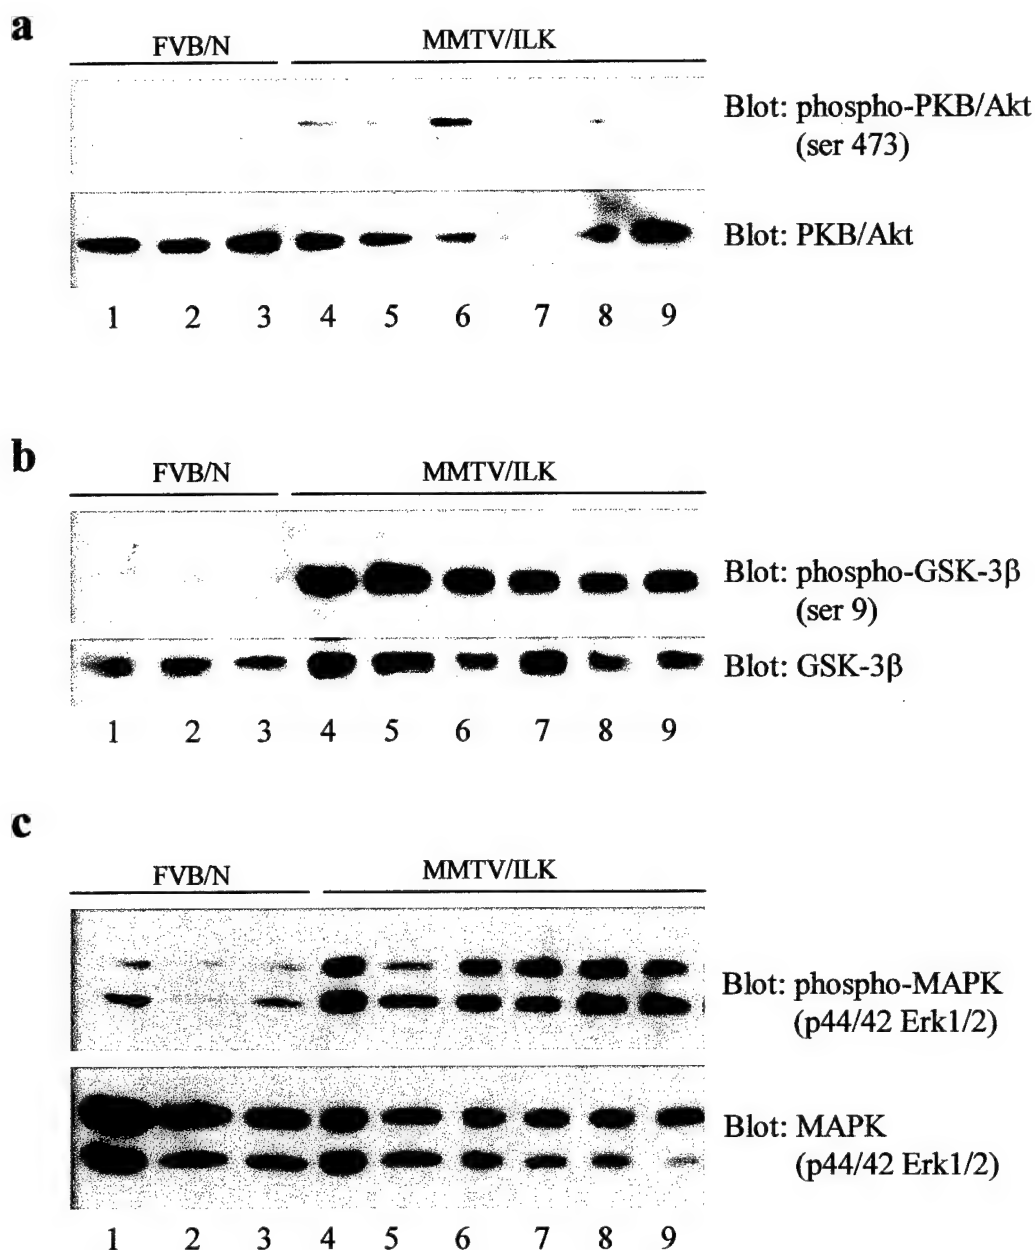 a
FVB/N MMTV/ILK
Blot: phospho-PKB/Akt
(ser 473)
Blot: PKB/Akt
1 2 3 4 5 6 7 8 9
b
FVB/N MMTV/ILK
Blot: phospho-GSK-3β
(ser 9)
Blot: GSK-3β
1 2 3 4 5 6 7 8 9
c
FVB/N MMTV/ILK
Blot: phospho-MAPK
(p44/42 Erk1/2)
Blot: MAPK
(p44/42 Erk1/2)
1 2 3 4 5 6 7 8 9